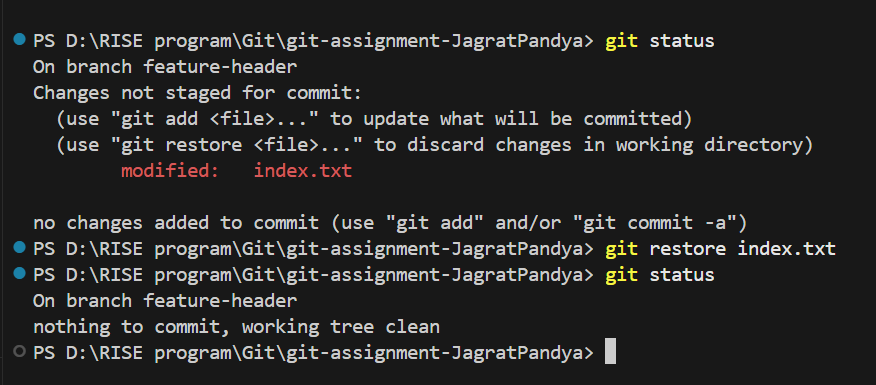 PS D:\RISE program\Git\git-assignment-JagratPandya> git status
On branch feature-header
Changes not staged for commit:
  (use "git add <file>..." to update what will be committed)
  (use "git restore <file>..." to discard changes in working directory)
        modified:   index.txt

no changes added to commit (use "git add" and/or "git commit -a")
PS D:\RISE program\Git\git-assignment-JagratPandya> git restore index.txt
PS D:\RISE program\Git\git-assignment-JagratPandya> git status
On branch feature-header
nothing to commit, working tree clean
PS D:\RISE program\Git\git-assignment-JagratPandya>